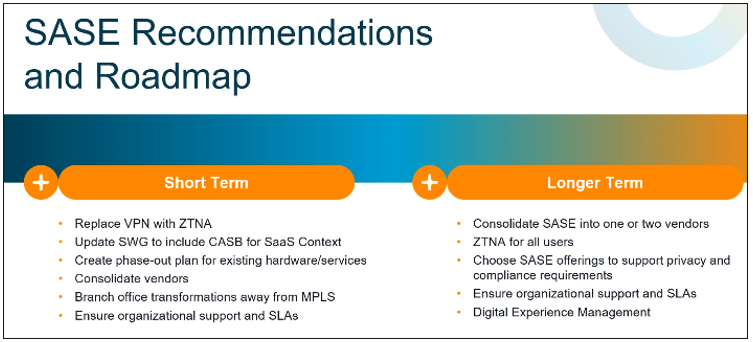 SASE Recommendations
and Roadmap
Short Term
• Replace VPN with ZTNA
• Update SWG to include CASB for SaaS Context
• Create phase-out plan for existing hardware/services
• Consolidate vendors
• Branch office transformations away from MPLS
• Ensure organizational support and SLAs
Longer Term
• Consolidate SASE into one or two vendors
• ZTNA for all users
• Choose SASE offerings to support privacy and
compliance requirements
• Ensure organizational support and SLAs
• Digital Experience Management